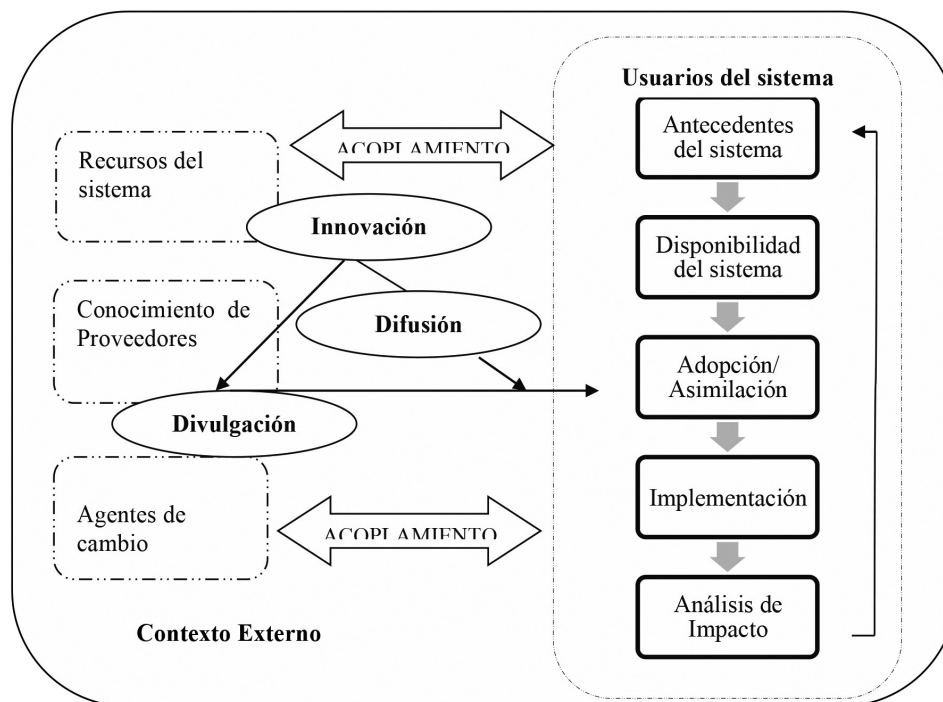 Usuarios del sistema
Antecedentes
del sistema
ACOPLAMIENTO
Recursos del
sistema
Innovación
Disponibilidad
del sistema
Conocimiento de
Proveedores
Difusión
Adopción/
Asimilación
Divulgación
Implementación
Agentes de
cambio
ACOPLAMIENTO
Análisis de
Impacto
Contexto Externo